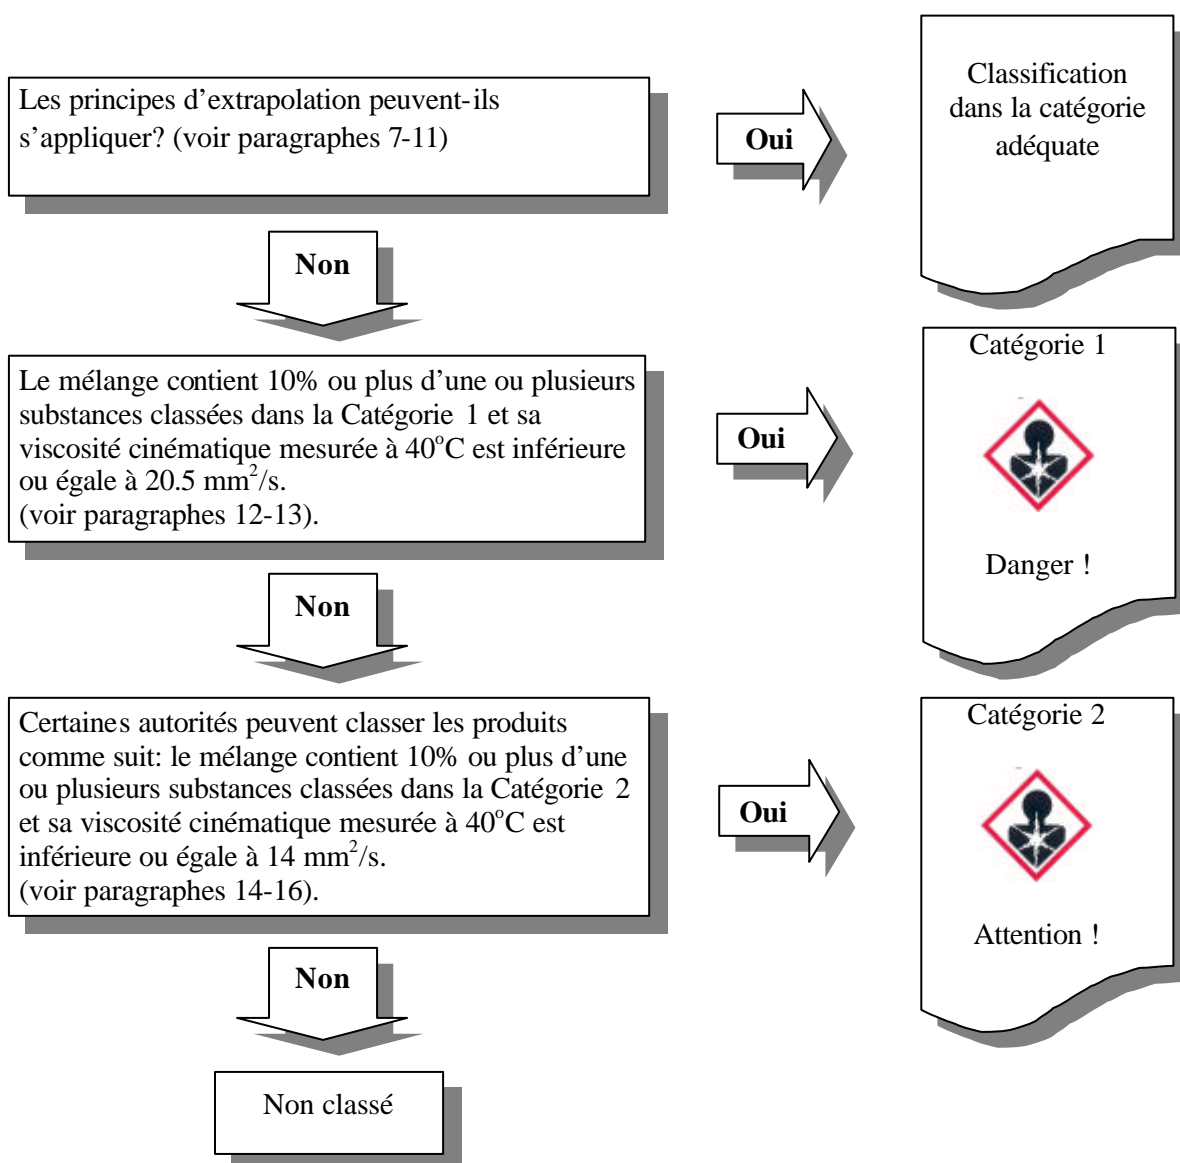 Les principes d'extrapolation peuvent-ils
s'appliquer? (voir paragraphes 7-11)
Oui
Classification
dans la catégorie
adéquate
Non
Le mélange contient 10% ou plus d'une ou plusieurs
substances classées dans la Catégorie 1 et sa
viscosité cinématique mesurée à 40°C est inférieure
ou égale à 20.5 mm²/s.
(voir paragraphes 12-13).
Oui
Catégorie 1
Danger !
Non
Certaines autorités peuvent classer les produits
comme suit: le mélange contient 10% ou plus d'une
ou plusieurs substances classées dans la Catégorie 2
et sa viscosité cinématique mesurée à 40°C est
inférieure ou égale à 14 mm²/s.
(voir paragraphes 14-16).
Oui
Catégorie 2
Attention !
Non
Non classé